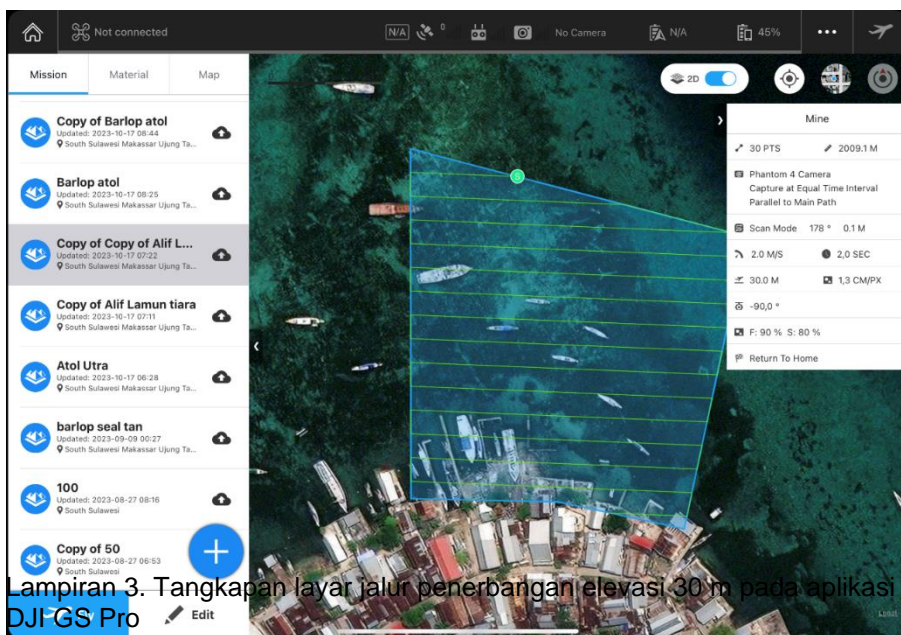 Not connected
N/A
0
No Camera
N/A
45%
Mission
Material
Map
2D
Copy of Barlop atol
Updated: 2023-10-17 08:44
South Sulawesi Makassar Ujung Ta...
Barlop atol
Updated: 2023-10-17 08:25
South Sulawesi Makassar Ujung Ta...
Copy of Copy of Alif L...
Updated: 2023-10-17 07:22
South Sulawesi Makassar Ujung Ta...
Copy of Alif Lamun tiara
Updated: 2023-10-17 07:11
South Sulawesi Makassar Ujung Ta...
Atol Utra
Updated: 2023-10-17 06:28
South Sulawesi Makassar Ujung Ta...
barlop seal tan
Updated: 2023-09-09 00:27
South Sulawesi Makassar Ujung Ta...
100
Updated: 2023-08-27 08:16
South Sulawesi
Copy of 50
Updated: 2023-08-27 06:53
South Sulawesi
Edit
S
Mine
30 PTS 2009.1 M
Phantom 4 Camera
Capture at Equal Time Interval
Parallel to Main Path
Scan Mode 178 ° 0.1 M
2.0 M/S 2,0 SEC
30.0 M 1,3 CM/PX
-90,0 °
F: 90 % S: 80 %
Return To Home
Legal
Lampiran 3. Tangkapan layar jalur penerbangan elevasi 30 m pada aplikasi
DJI GS Pro